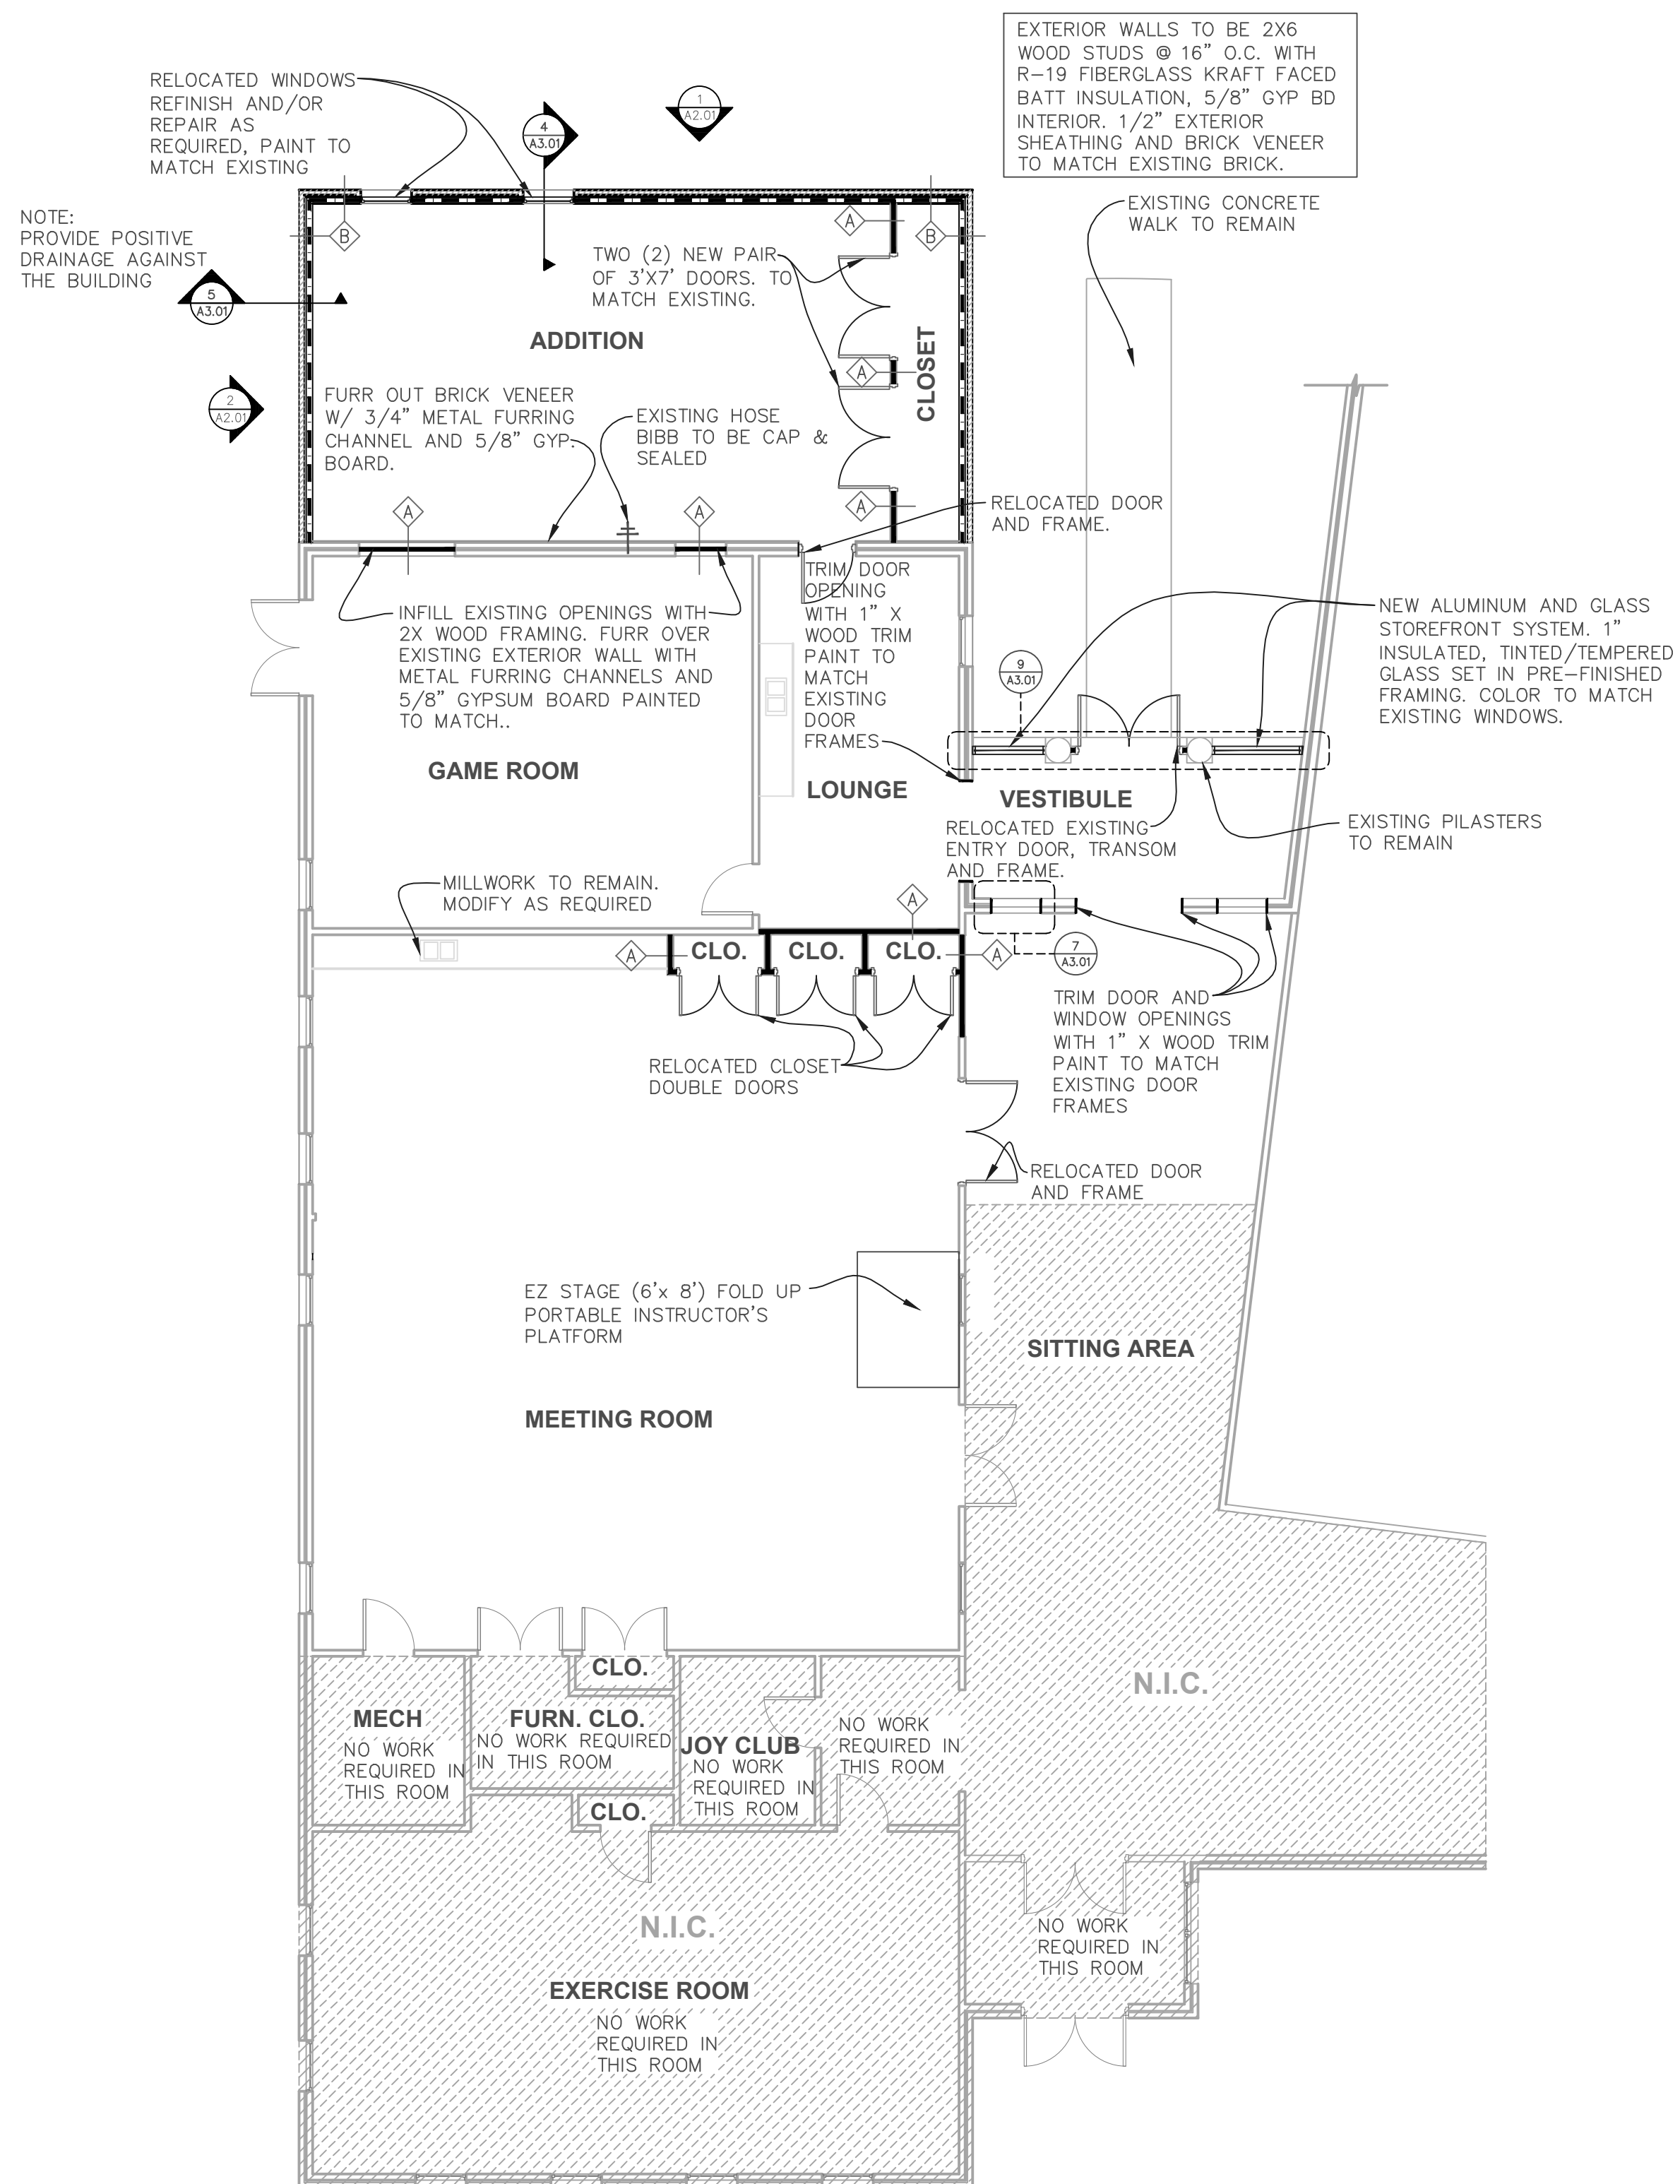 EXTERIOR WALLS TO BE 2X6
WOOD STUDS @ 16" O.C. WITH
R-19 FIBERGLASS KRAFT FACED
BATT INSULATION, 5/8" GYP BD
INTERIOR. 1/2" EXTERIOR
SHEATHING AND BRICK VENEER
TO MATCH EXISTING BRICK.
RELOCATED WINDOWS
REFINISH AND/OR
REPAIR AS
REQUIRED, PAINT TO
MATCH EXISTING
4
A3.01
1
A2.01
EXISTING CONCRETE
WALK TO REMAIN
NOTE:
PROVIDE POSITIVE
DRAINAGE AGAINST
THE BUILDING
B
A
B
TWO (2) NEW PAIR
OF 3'X7' DOORS. TO
MATCH EXISTING.
5
A3.01
ADDITION
CLOSET
A
2
A2.01
FURR OUT BRICK VENEER
W/ 3/4" METAL FURRING
CHANNEL AND 5/8" GYP.
BOARD.
EXISTING HOSE
BIBB TO BE CAP &
SEALED
A
A
A
RELOCATED DOOR
AND FRAME.
INFILL EXISTING OPENINGS WITH
2X WOOD FRAMING. FURR OVER
EXISTING EXTERIOR WALL WITH
METAL FURRING CHANNELS AND
5/8" GYPSUM BOARD PAINTED
TO MATCH..
TRIM DOOR
OPENING
WITH 1" X
WOOD TRIM
PAINT TO
MATCH
EXISTING
DOOR
FRAMES
NEW ALUMINUM AND GLASS
STOREFRONT SYSTEM. 1"
INSULATED, TINTED/TEMPERED
GLASS SET IN PRE-FINISHED
FRAMING. COLOR TO MATCH
EXISTING WINDOWS.
9
A3.01
GAME ROOM
LOUNGE
VESTIBULE
RELOCATED EXISTING
ENTRY DOOR, TRANSOM
AND FRAME.
EXISTING PILASTERS
TO REMAIN
MILLWORK TO REMAIN.
MODIFY AS REQUIRED
A
A
CLO.
CLO.
CLO.
A
7
A3.01
TRIM DOOR AND
WINDOW OPENINGS
WITH 1" X WOOD TRIM
PAINT TO MATCH
EXISTING DOOR
FRAMES
RELOCATED CLOSET
DOUBLE DOORS
RELOCATED DOOR
AND FRAME
EZ STAGE (6'x 8') FOLD UP
PORTABLE INSTRUCTOR'S
PLATFORM
SITTING AREA
MEETING ROOM
CLO.
N.I.C.
MECH
NO WORK
REQUIRED IN
THIS ROOM
FURN. CLO.
NO WORK REQUIRED
IN THIS ROOM
JOY CLUB
NO WORK
REQUIRED IN
THIS ROOM
NO WORK
REQUIRED IN
THIS ROOM
CLO.
N.I.C.
EXERCISE ROOM
NO WORK
REQUIRED IN
THIS ROOM
NO WORK
REQUIRED IN
THIS ROOM